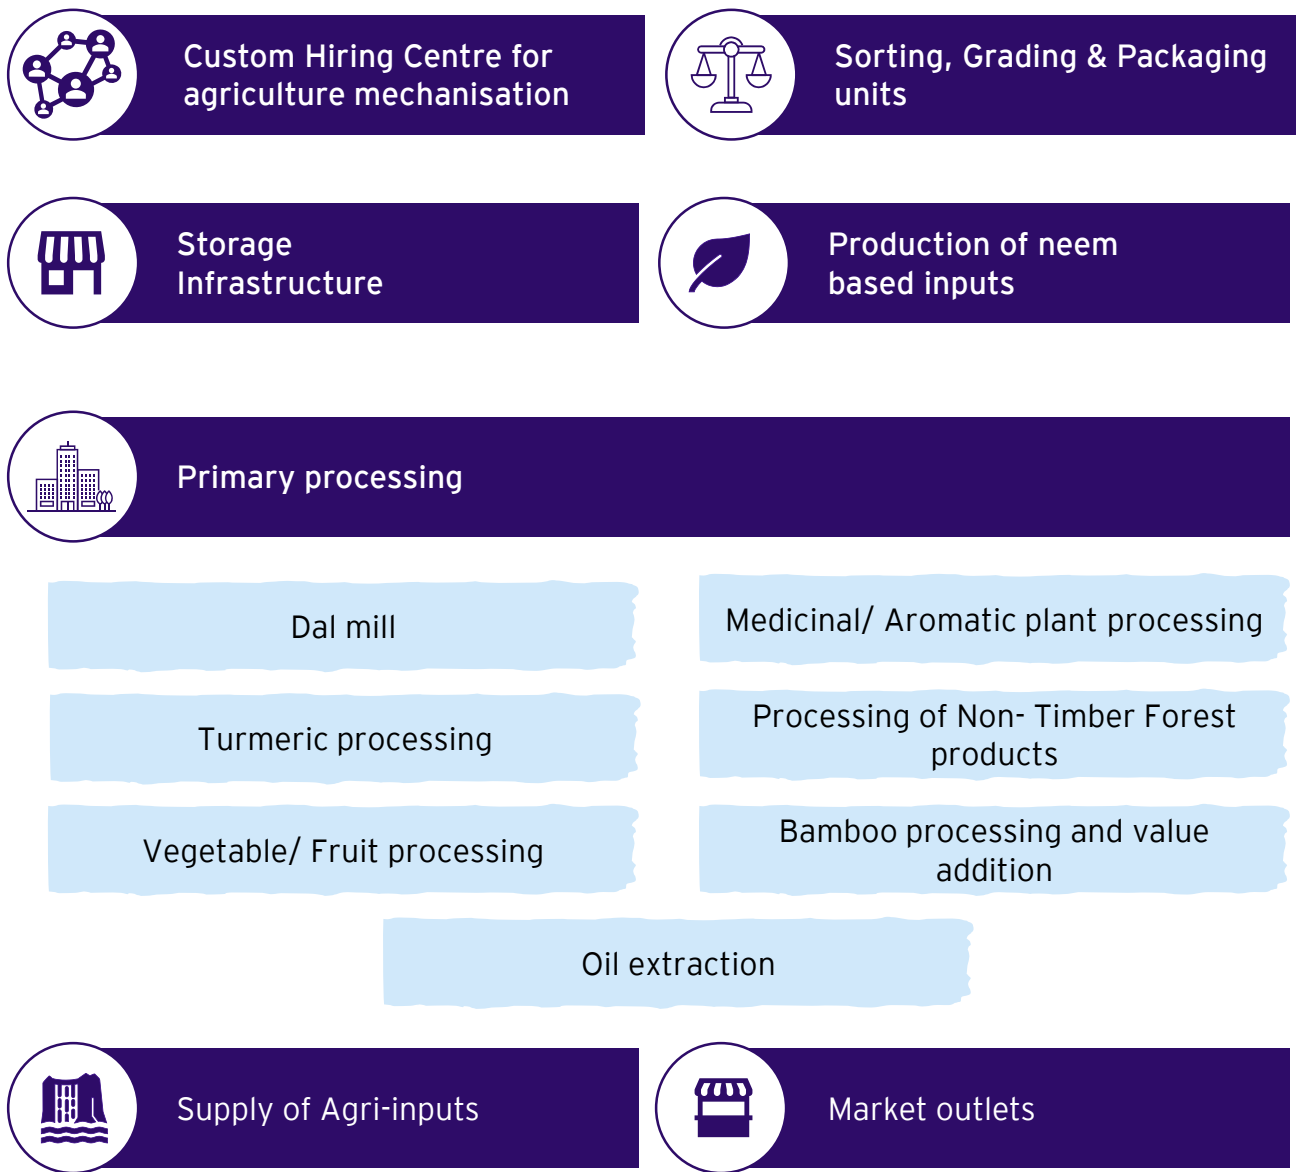 Custom Hiring Centre for
agriculture mechanisation
Sorting, Grading & Packaging
units
Storage
Infrastructure
Production of neem
based inputs
Primary processing
Dal mill
Medicinal/ Aromatic plant processing
Turmeric processing
Processing of Non- Timber Forest
products
Vegetable/ Fruit processing
Bamboo processing and value
addition
Oil extraction
Supply of Agri-inputs
Market outlets